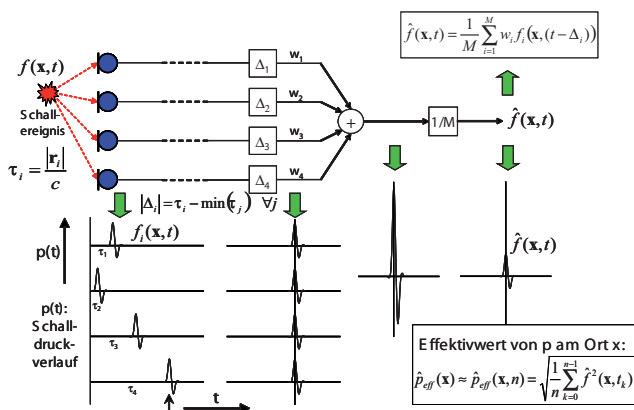 f̂(x,t) = 1/M ∑_{i=1}^{M} w_i f_i(x,(t−Δ_i))
f(x,t)
Schall-
ereignis
τ_i = |r_i|/c
Δ_1
Δ_2
Δ_3
Δ_4
w_1
w_2
w_3
w_4
+
1/M
f̂(x,t)
|Δ_i| = τ_i − min(τ_j) ∀j
f_i(x,t)
p(t)
τ_1
τ_2
τ_3
τ_4
p(t):
Schall-
druck-
verlauf
t
f̂(x,t)
Effektivwert von p am Ort x:
p̂_eff(x) ≈ p̂_eff(x,n) = √(1/n ∑_{k=0}^{n−1} f̂²(x,t_k))